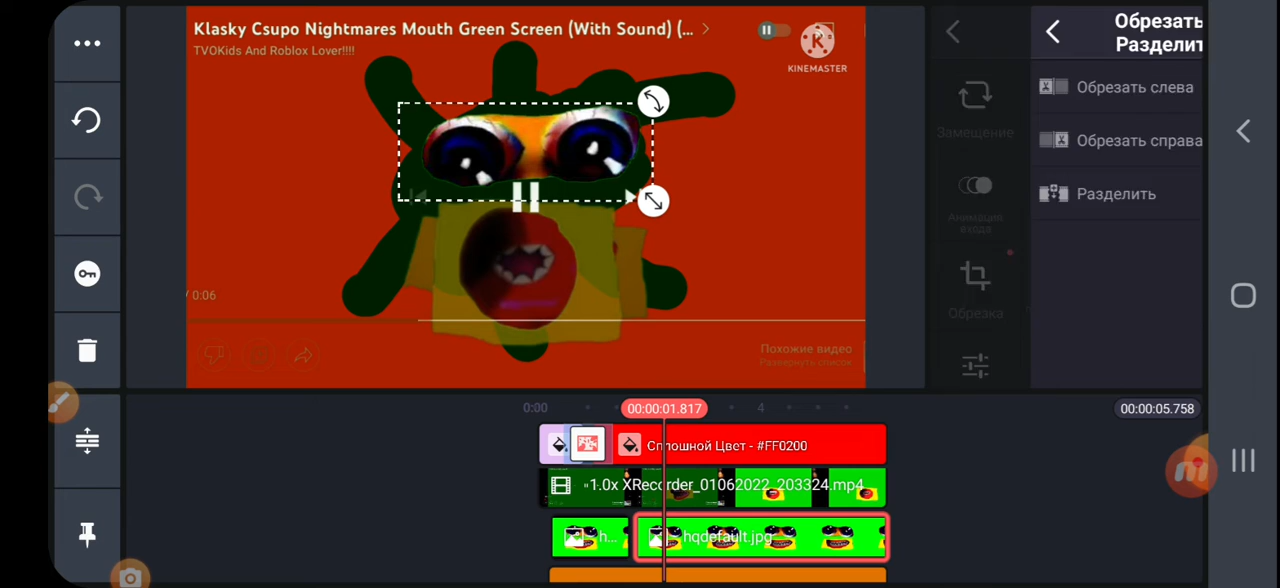 Klasky Csupo Nightmares Mouth Green Screen (With Sound) (...
TVOKids And Roblox Lover!!!!
K
KINEMASTER
Обрезать
Разделит
Обрезать слева
Замещение
Обрезать справа
Разделить
Анимация
входа
/ 0:06
Обрезка
Похожие видео
Развернуть список
0:00
00:00:01.817
4
00:00:05.758
Сплошной Цвет - #FF0200
1.0x XRecorder_01062022_203324.mp4
h...
hqdefault.jpg